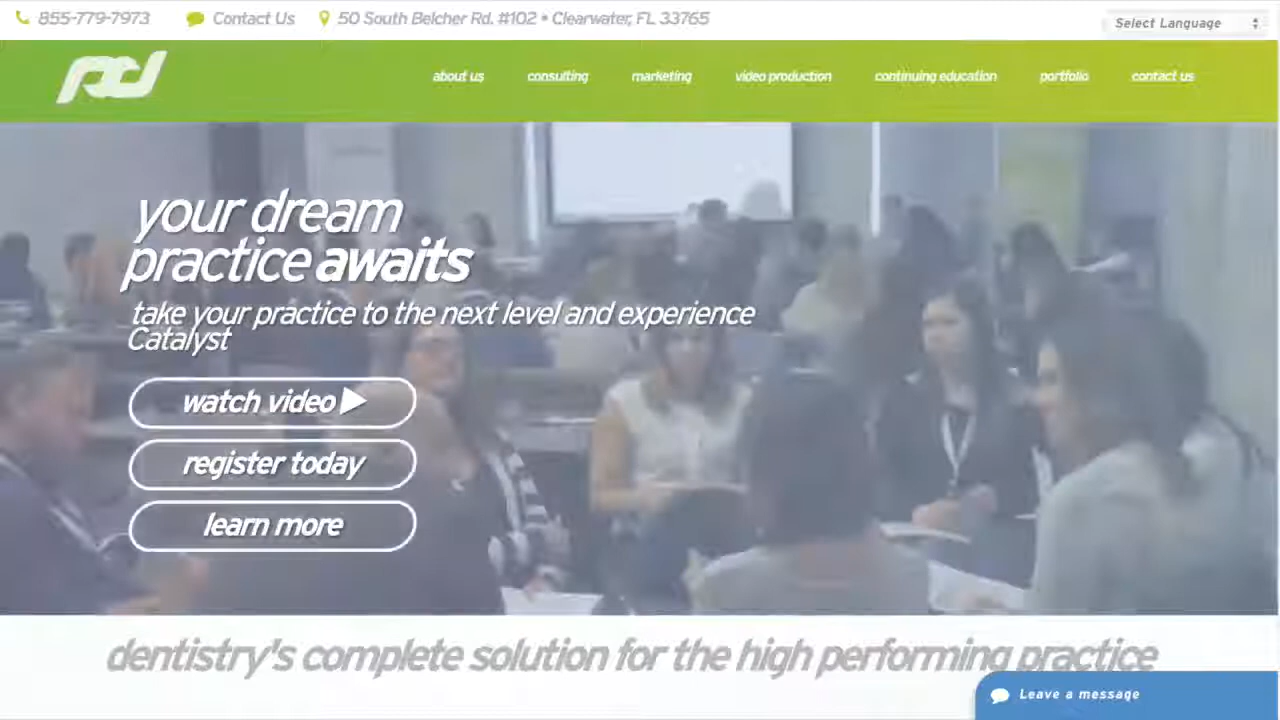 855-779-7973 Contact Us 50 South Belcher Rd. #102 • Clearwater, FL 33765
Select Language
about us consulting marketing video production continuing education portfolio contact us
your dream
practice awaits
take your practice to the next level and experience
Catalyst
watch video
register today
learn more
dentistry's complete solution for the high performing practice
Leave a message